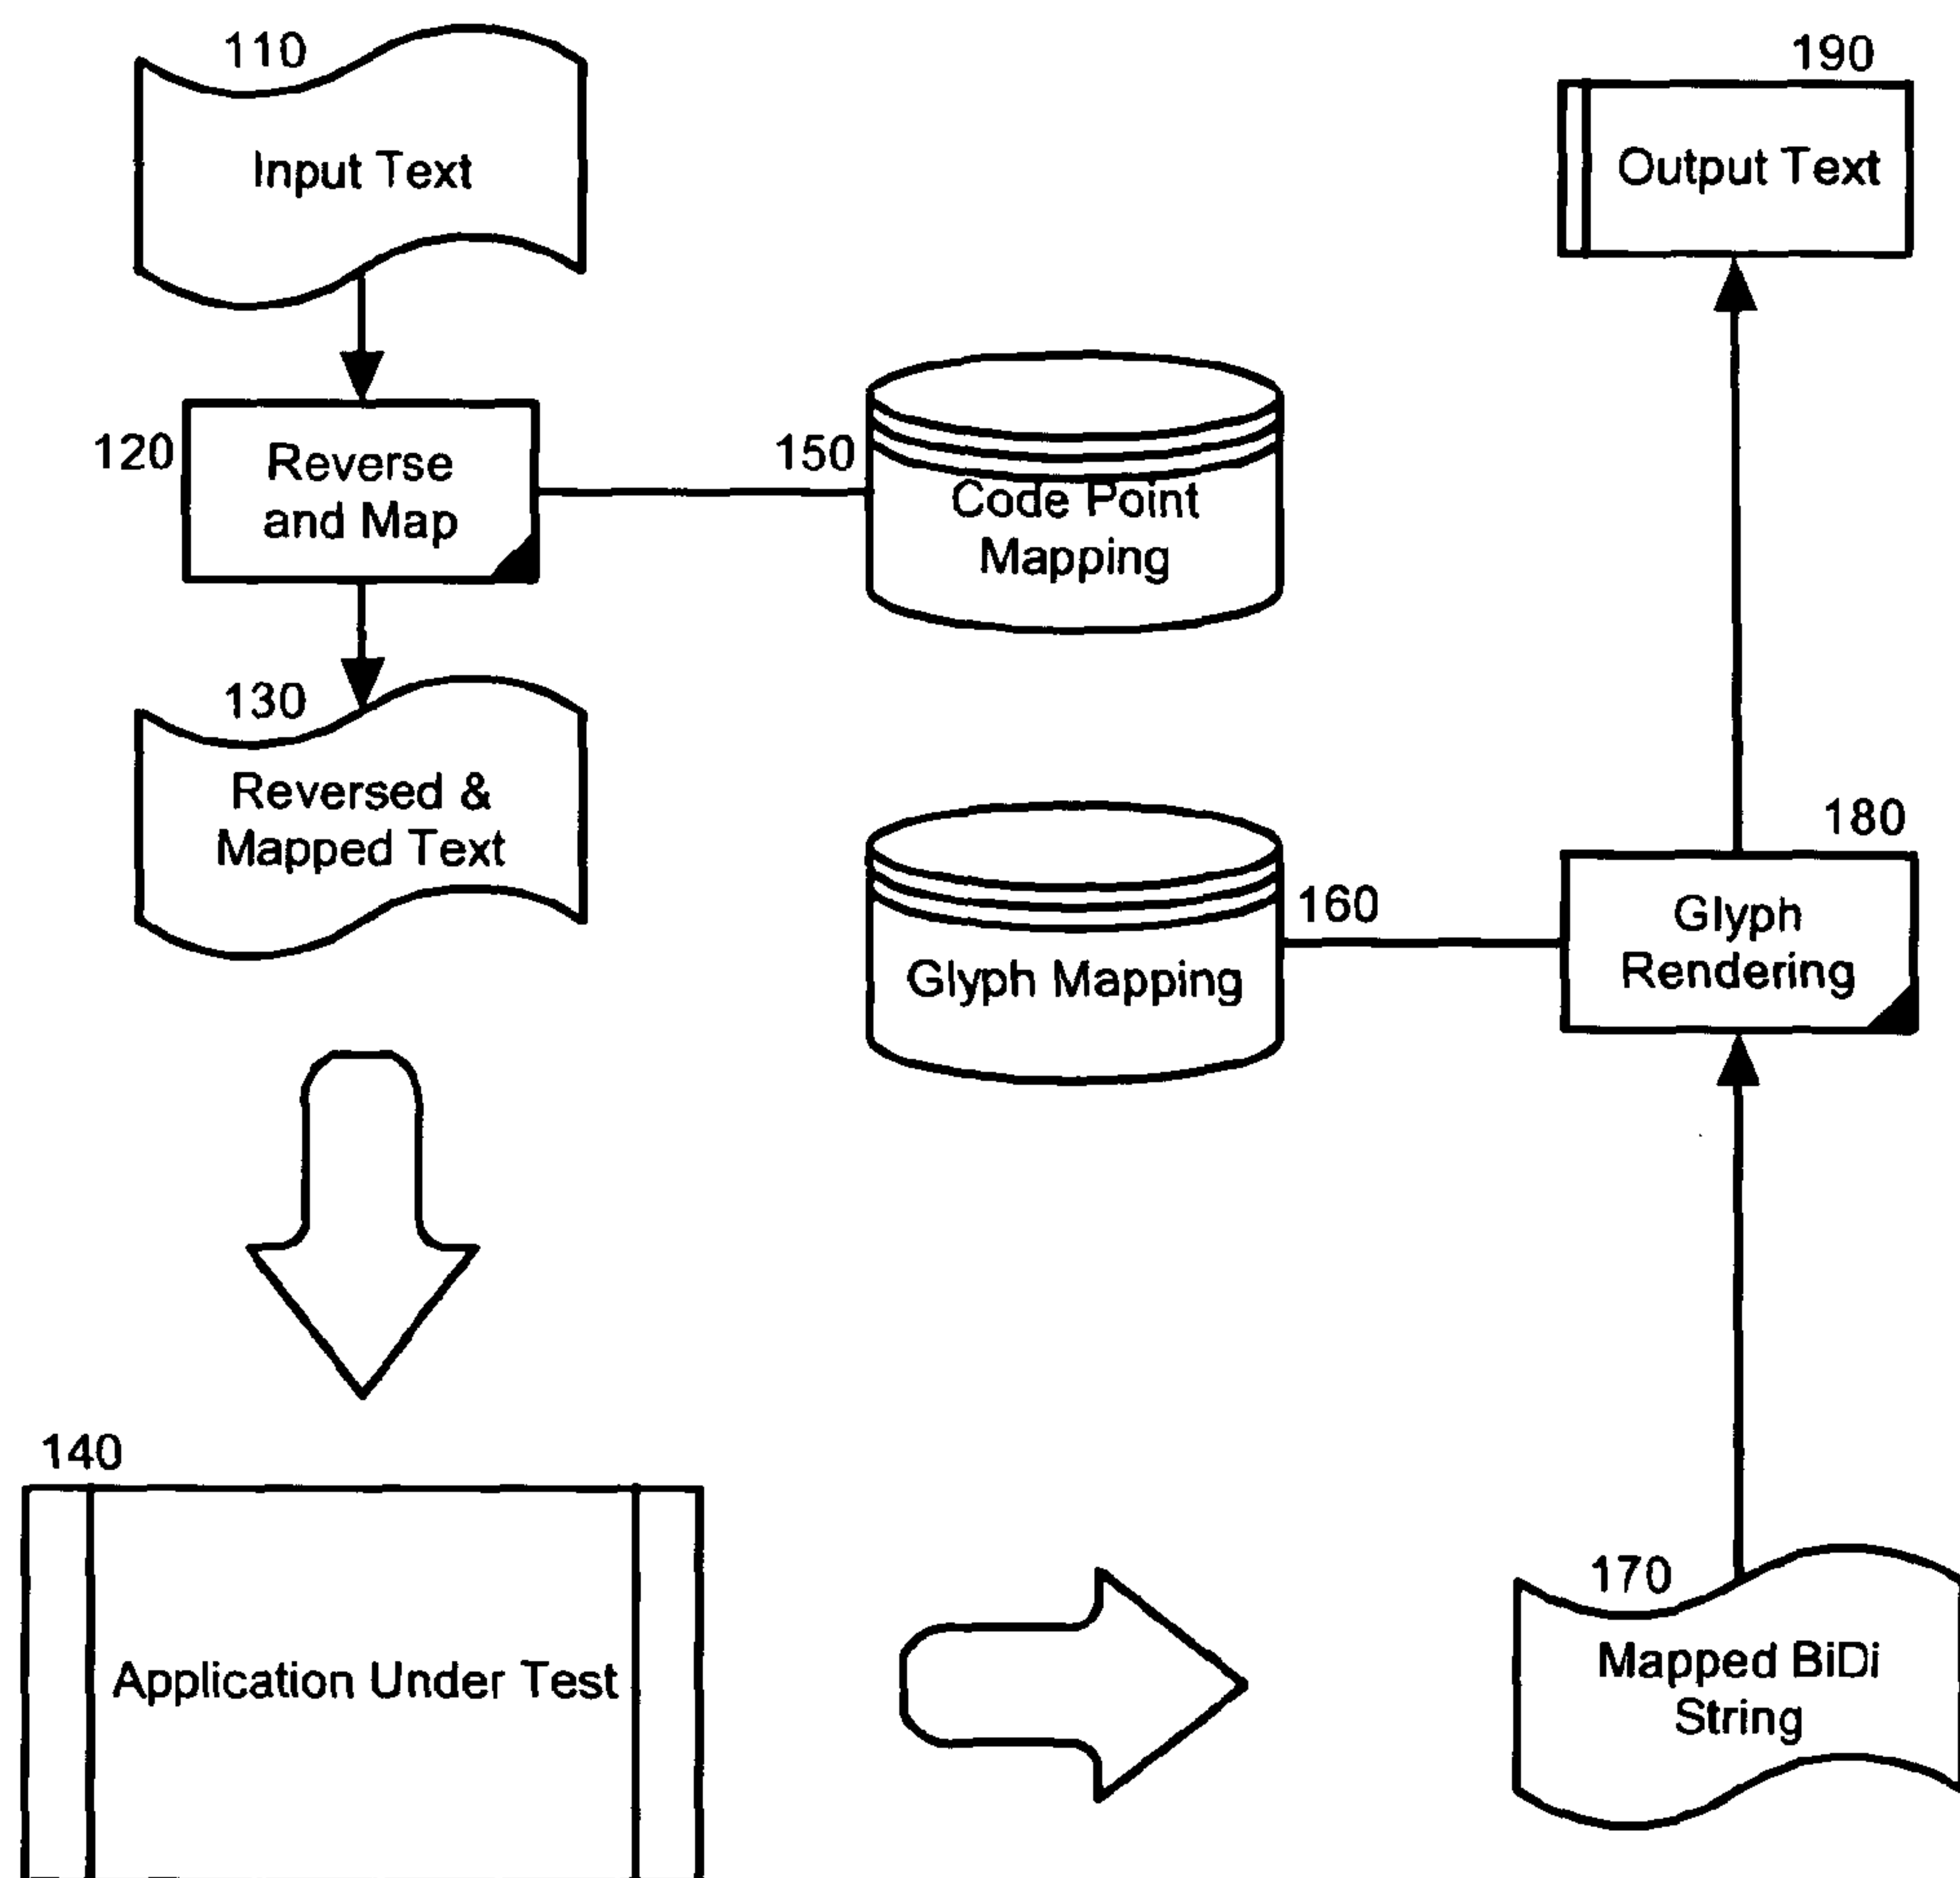 110
Input Text
120
Reverse
and Map
150
Code Point
Mapping
130
Reversed &
Mapped Text
140
Application Under Test
170
Mapped BiDi
String
160
Glyph Mapping
180
Glyph
Rendering
190
Output Text